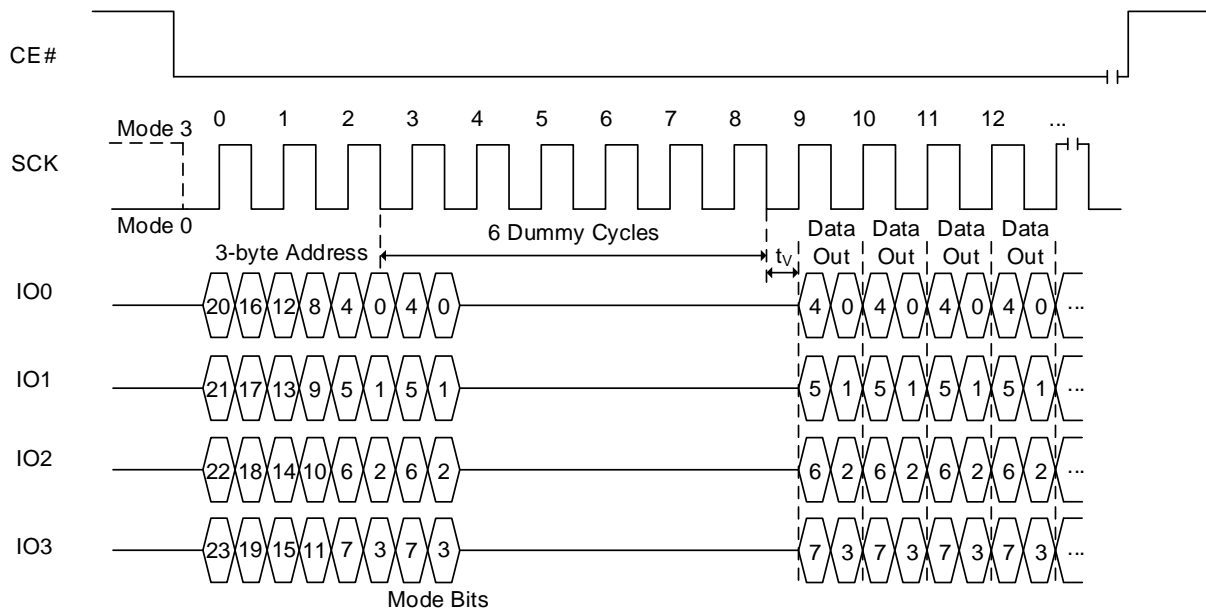 CE#
0 1 2 3 4 5 6 7 8 9 10 11 12 ...
Mode 3
SCK
Mode 0
6 Dummy Cycles
Data Data Data Data
3-byte Address
tV
Out Out Out Out
IO0
20 16 12 8 4 0 4 0 4 0 4 0 4 0 4 0 ...
IO1
21 17 13 9 5 1 5 1 5 1 5 1 5 1 5 1 ...
IO2
22 18 14 10 6 2 6 2 6 2 6 2 6 2 6 2 ...
IO3
23 19 15 11 7 3 7 3 7 3 7 3 7 3 7 3 ...
Mode Bits